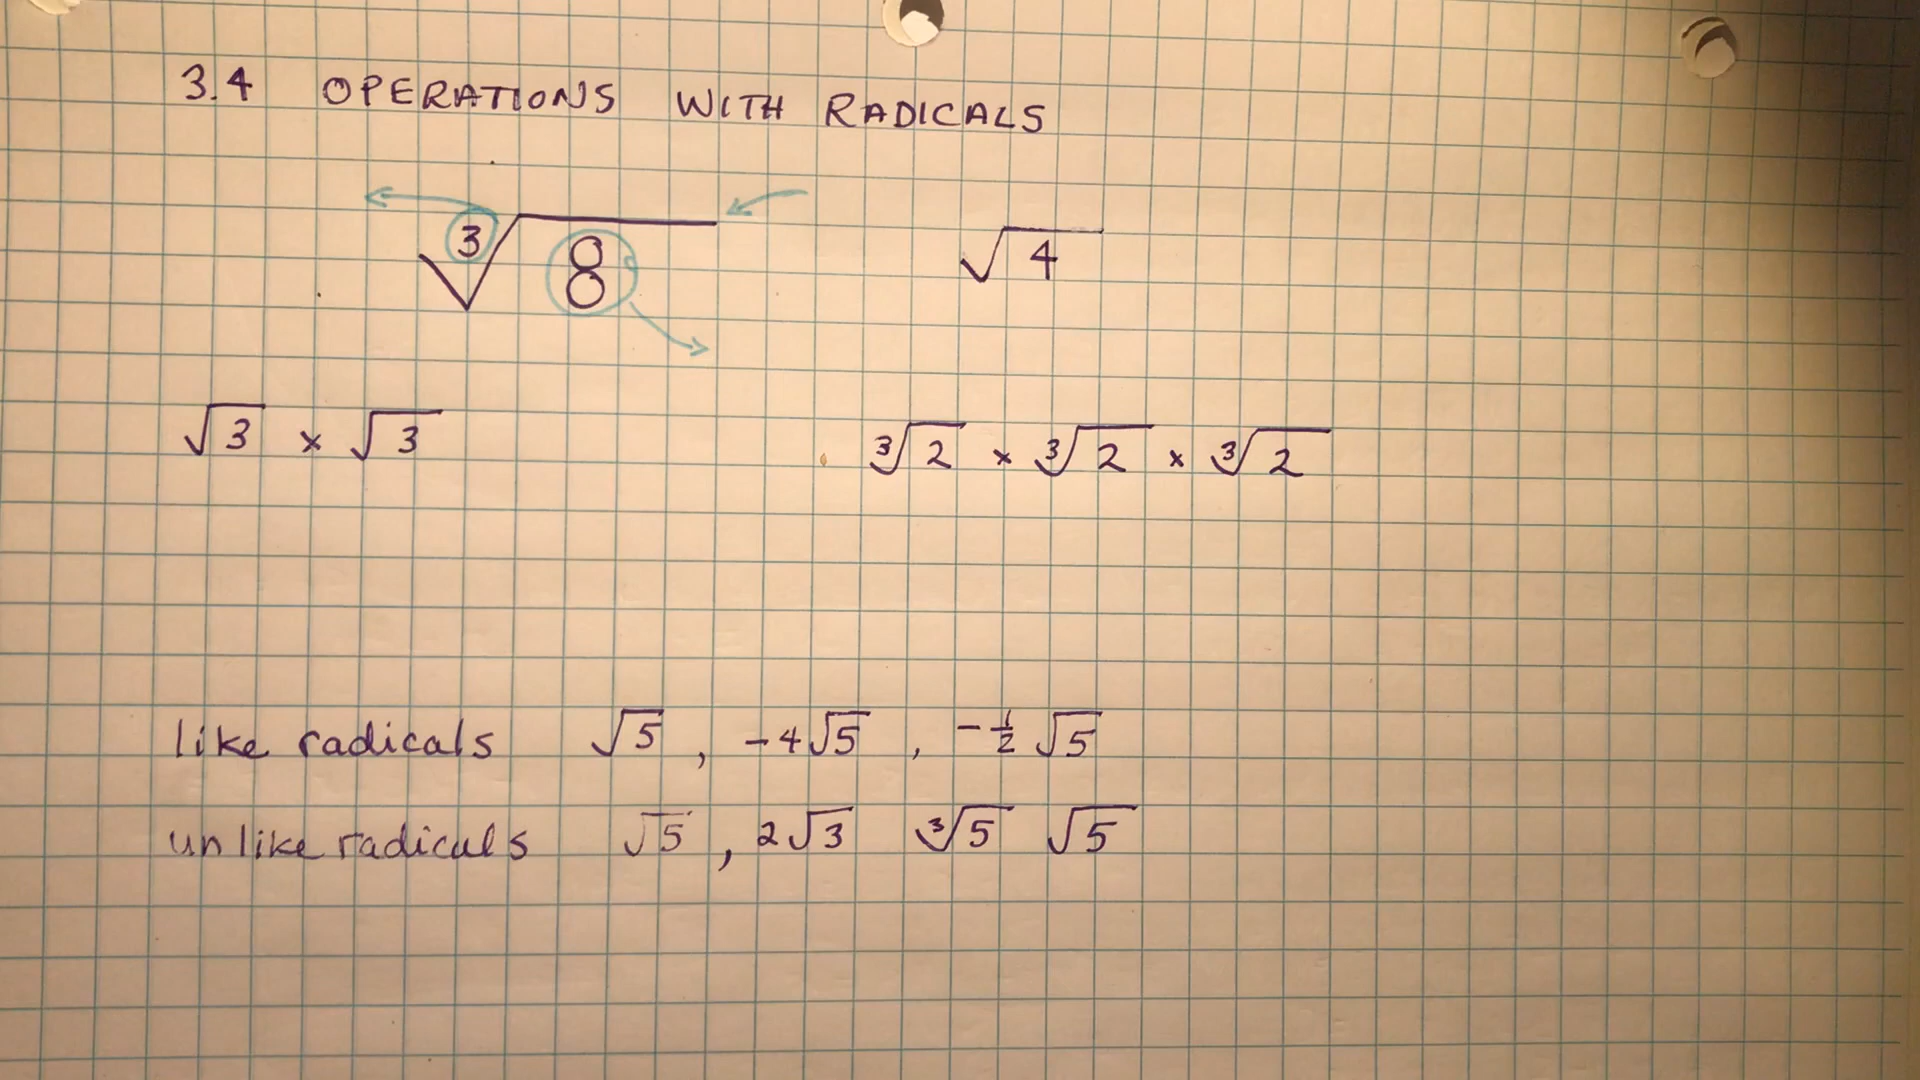 3.4 OPERATIONS WITH RADICALS
∛8 √4
√3 × √3 ∛2 × ∛2 × ∛2
like radicals √5, -4√5, -½√5
unlike radicals √5, 2√3 ∛5 √5